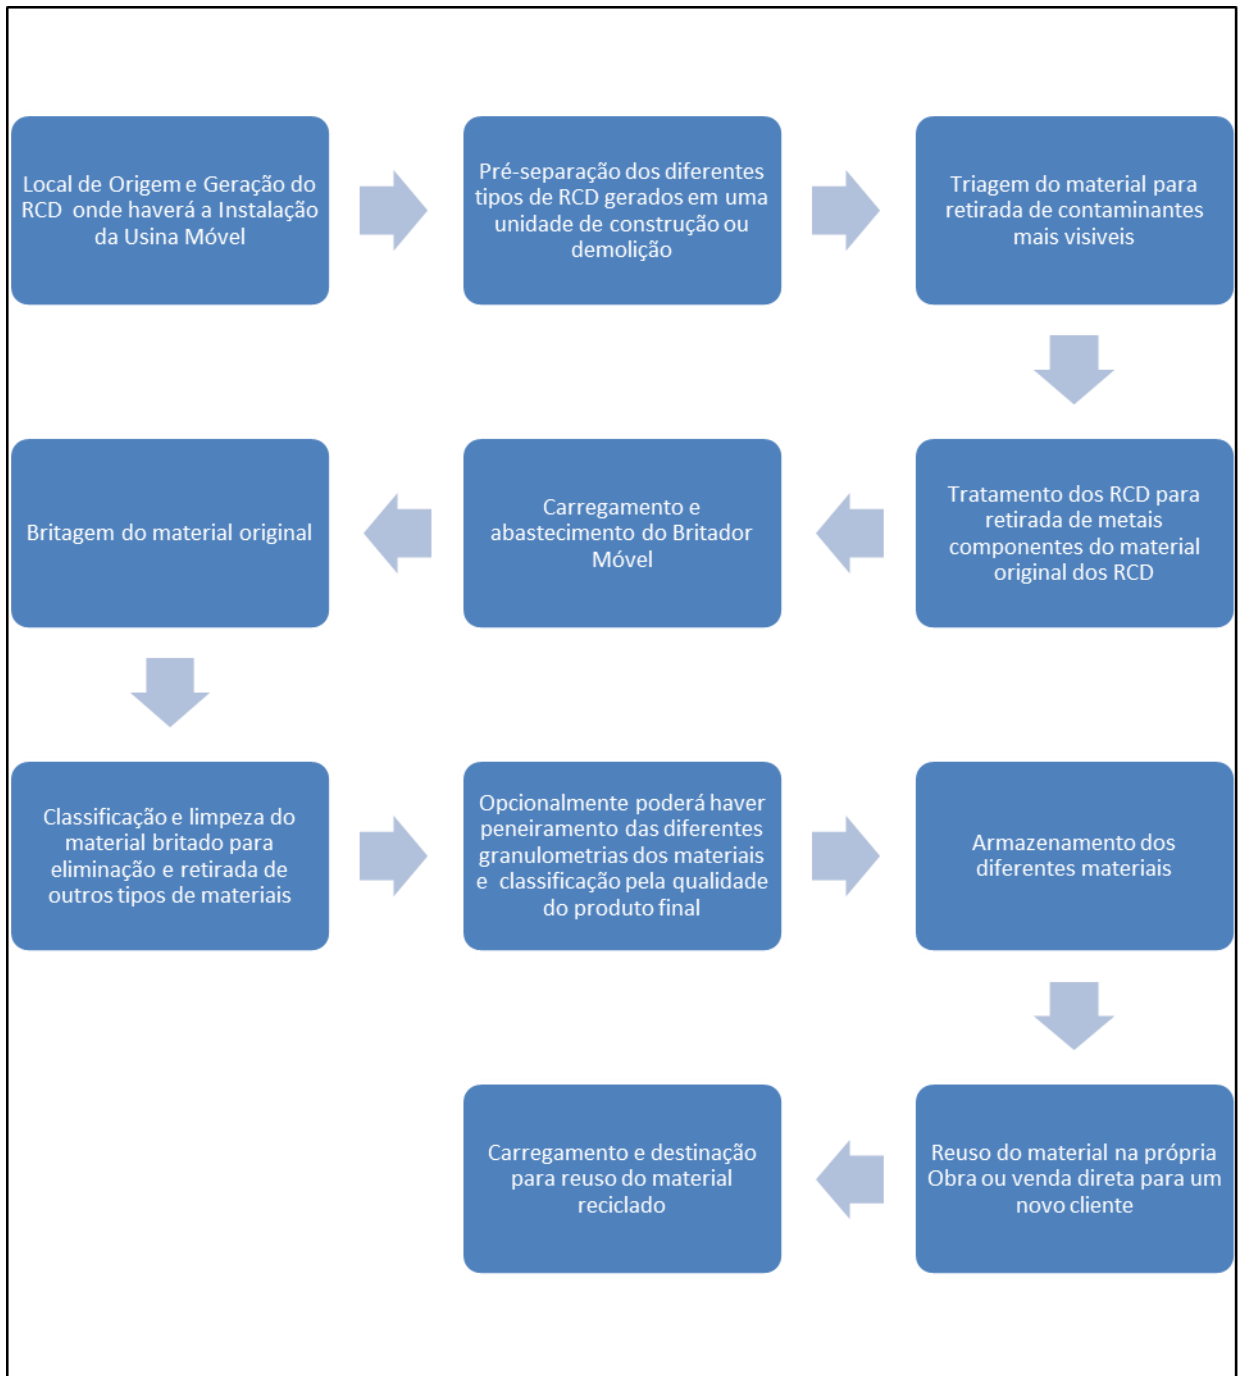 Local de Origem e Geração do
RCD onde haverá a Instalação
da Usina Móvel
Pré-separação dos diferentes
tipos de RCD gerados em uma
unidade de construção ou
demolição
Triagem do material para
retirada de contaminantes
mais visiveis
Tratamento dos RCD para
retirada de metais
componentes do material
original dos RCD
Carregamento e
abastecimento do Britador
Móvel
Britagem do material original
Classificação e limpeza do
material britado para
eliminação e retirada de
outros tipos de materiais
Opcionalmente poderá haver
peneiramento das diferentes
granulometrias dos materiais
e classificação pela qualidade
do produto final
Armazenamento dos
diferentes materiais
Reuso do material na própria
Obra ou venda direta para um
novo cliente
Carregamento e destinação
para reuso do material
reciclado